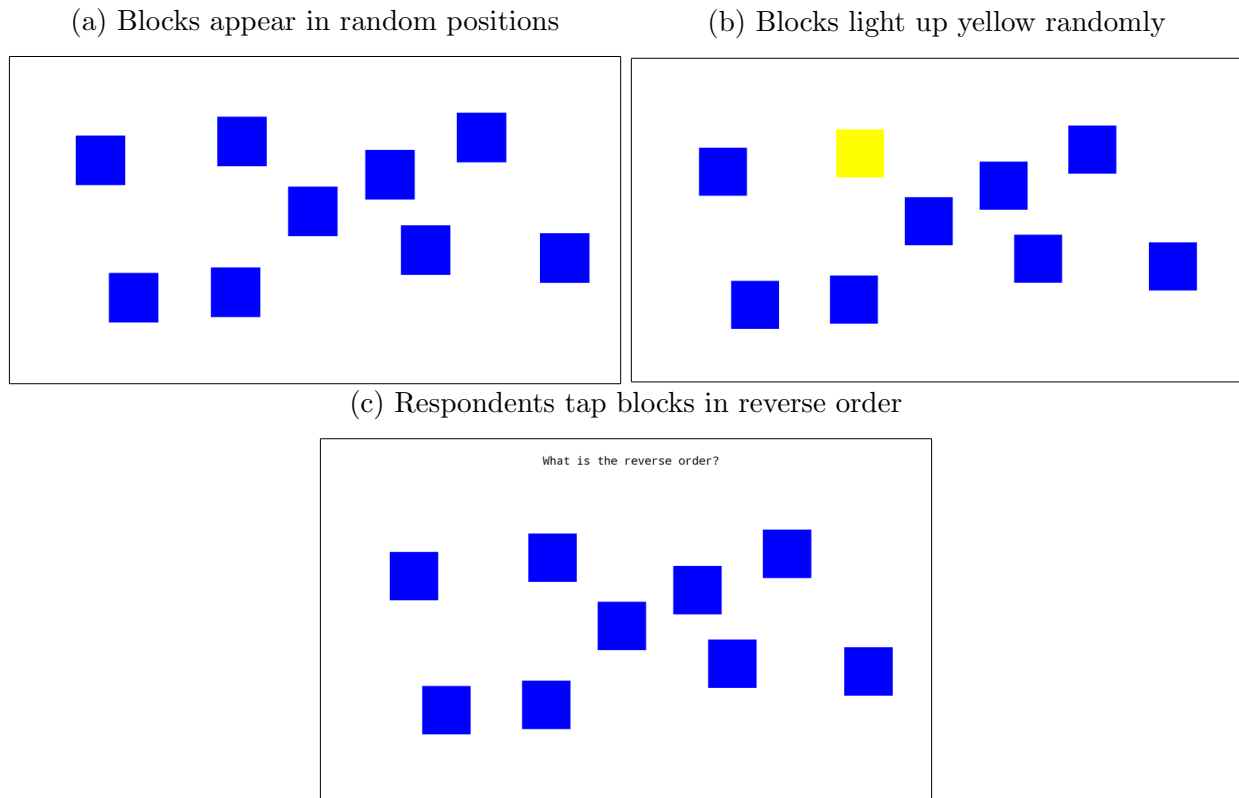 (a) Blocks appear in random positions
(b) Blocks light up yellow randomly
(c) Respondents tap blocks in reverse order
What is the reverse order?